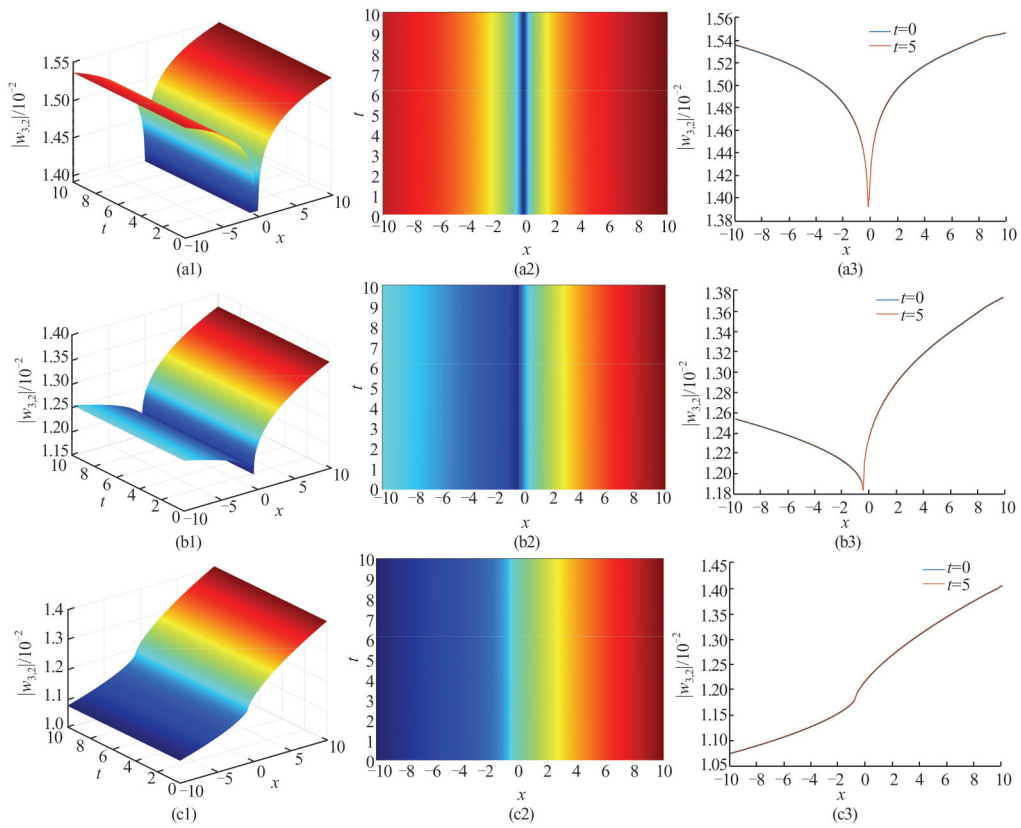 |w3,2|/10−2
1.55
1.50
1.45
1.40
10
8
6
4
2
0
t
−10
−5
0
5
10
x
(a1)
10
9
8
7
6
5
4
3
2
1
0
t
−10 −8 −6 −4 −2 0 2 4 6 8 10
x
(a2)
|w3,2|/10−2
1.56
1.54
1.52
1.50
1.48
1.46
1.44
1.42
1.40
1.38
t=0
t=5
−10 −8 −6 −4 −2 0 2 4 6 8 10
x
(a3)
|w3,2|/10−2
1.40
1.35
1.30
1.25
1.20
1.15
10
8
6
4
2
0
t
−10
−5
0
5
10
x
(b1)
10
9
8
7
6
5
4
3
2
1
0
t
−10 −8 −6 −4 −2 0 2 4 6 8 10
x
(b2)
|w3,2|/10−2
1.38
1.36
1.34
1.32
1.30
1.28
1.26
1.24
1.22
1.20
1.18
t=0
t=5
−10 −8 −6 −4 −2 0 2 4 6 8 10
x
(b3)
|w3,2|/10−2
1.4
1.3
1.2
1.1
1.0
10
8
6
4
2
0
t
−10
−5
0
5
10
x
(c1)
10
9
8
7
6
5
4
3
2
1
0
t
−10 −8 −6 −4 −2 0 2 4 6 8 10
x
(c2)
|w3,2|/10−2
1.45
1.40
1.35
1.30
1.25
1.20
1.15
1.10
1.05
t=0
t=5
−10 −8 −6 −4 −2 0 2 4 6 8 10
x
(c3)